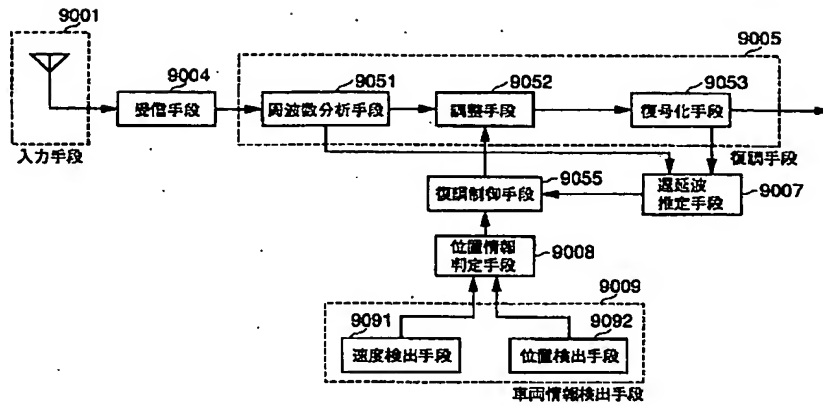 9001
9005
9004
9051
9052
9053
受信手段
周波数分析手段
調整手段
復号化手段
入力手段
復調手段
9055
復調制御手段
遅延波
推定手段
9007
位置情報
判定手段
9008
9009
9091
9092
速度検出手段
位置検出手段
車両情報検出手段